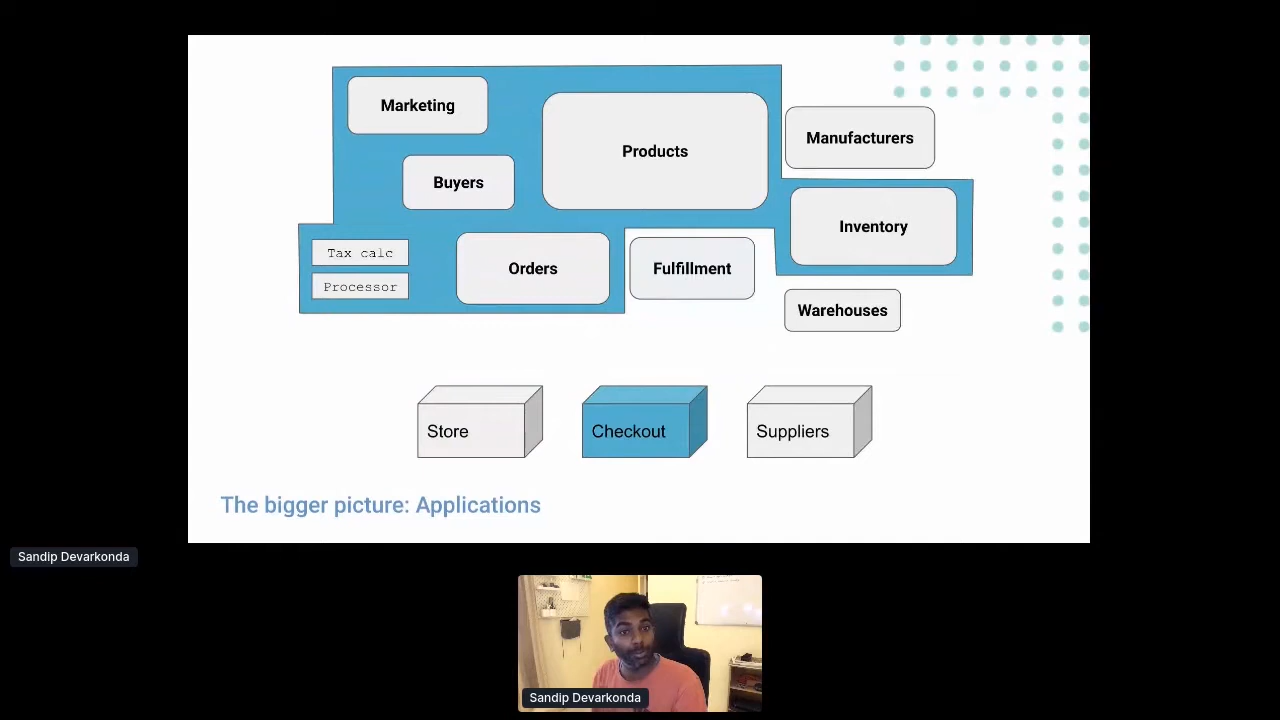 Marketing
Products
Manufacturers
Buyers
Inventory
Tax calc
Processor
Orders
Fulfillment
Warehouses
Store
Checkout
Suppliers
The bigger picture: Applications
Sandip Devarkonda
Sandip Devarkonda